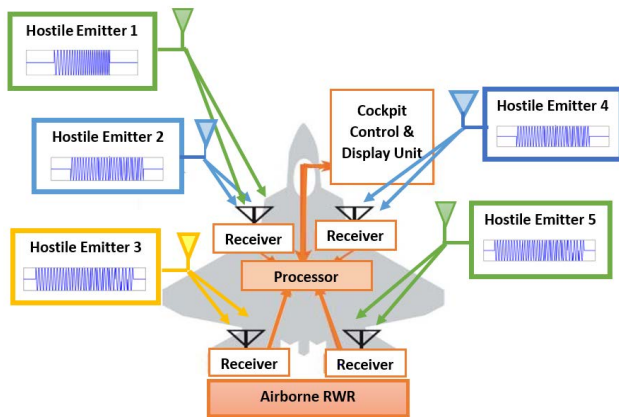 Hostile Emitter 1
Hostile Emitter 2
Hostile Emitter 3
Cockpit
Control &
Display Unit
Hostile Emitter 4
Hostile Emitter 5
Receiver
Receiver
Processor
Receiver
Receiver
Airborne RWR